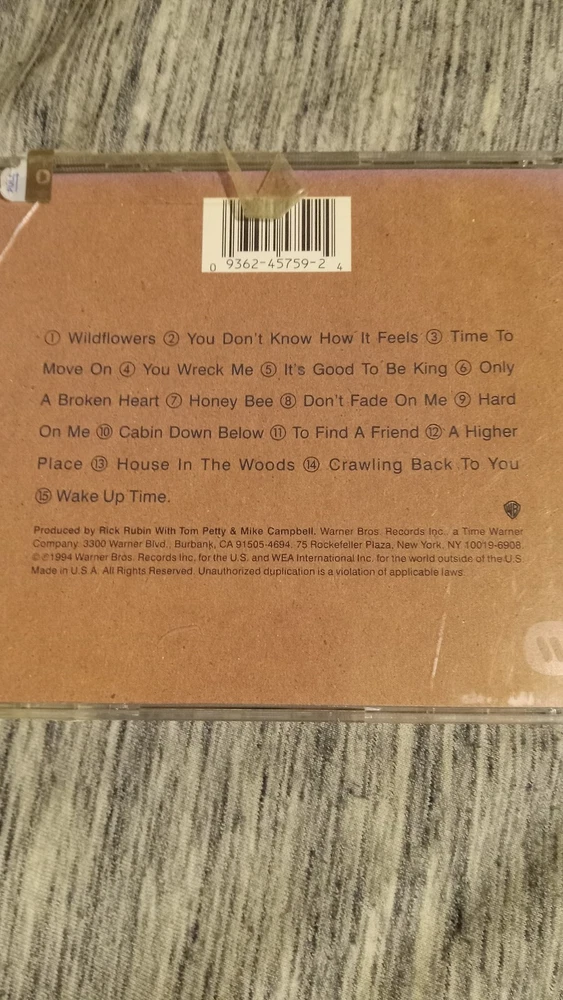 0 9362-45759-2 4
① Wildflowers ② You Don't Know How It Feels ③ Time To
Move On ④ You Wreck Me ⑤ It's Good To Be King ⑥ Only
A Broken Heart ⑦ Honey Bee ⑧ Don't Fade On Me ⑨ Hard
On Me ⑩ Cabin Down Below ⑪ To Find A Friend ⑫ A Higher
Place ⑬ House In The Woods ⑭ Crawling Back To You
⑮ Wake Up Time.
Produced by Rick Rubin With Tom Petty & Mike Campbell. Warner Bros. Records Inc., a Time Warner
Company. 3300 Warner Blvd., Burbank, CA 91505-4694. 75 Rockefeller Plaza, New York, NY 10019-6908.
© ℗ 1994 Warner Bros. Records Inc. for the U.S. and WEA International Inc. for the world outside of the U.S.
Made in U.S.A. All Rights Reserved. Unauthorized duplication is a violation of applicable laws.